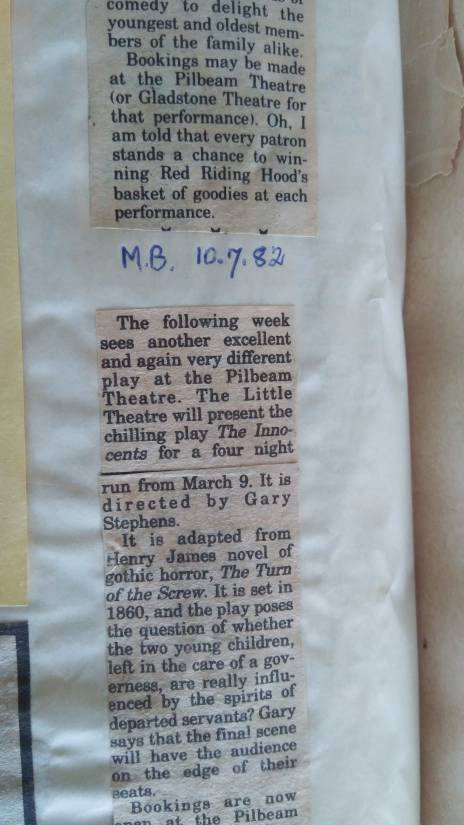 comedy to delight the
youngest and oldest mem-
bers of the family alike.
Bookings may be made
at the Pilbeam Theatre
(or Gladstone Theatre for
that performance). Oh, I
am told that every patron
stands a chance to win-
ning Red Riding Hood's
basket of goodies at each
performance.
M.B. 10.7.82
The following week
sees another excellent
and again very different
play at the Pilbeam
Theatre. The Little
Theatre will present the
chilling play The Inno-
cents for a four night
run from March 9. It is
directed by Gary
Stephens.
It is adapted from
Henry James novel of
gothic horror, The Turn
of the Screw. It is set in
1860, and the play poses
the question of whether
the two young children,
left in the care of a gov-
erness, are really influ-
enced by the spirits of
departed servants? Gary
says that the final scene
will have the audience
on the edge of their
seats.
Bookings are now
open at the Pilbeam